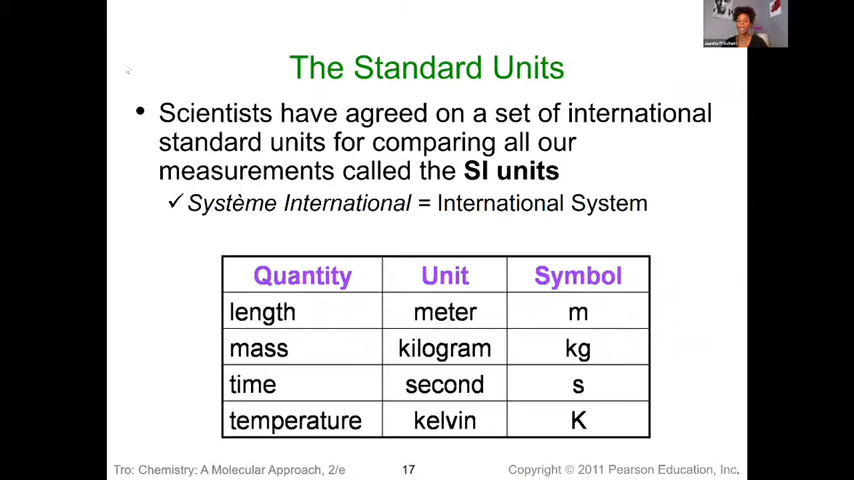 The Standard Units
• Scientists have agreed on a set of international
standard units for comparing all our
measurements called the SI units
✓ Système International = International System
Quantity Unit Symbol
length meter m
mass kilogram kg
time second s
temperature kelvin K
Tro: Chemistry: A Molecular Approach, 2/e 17 Copyright © 2011 Pearson Education, Inc.